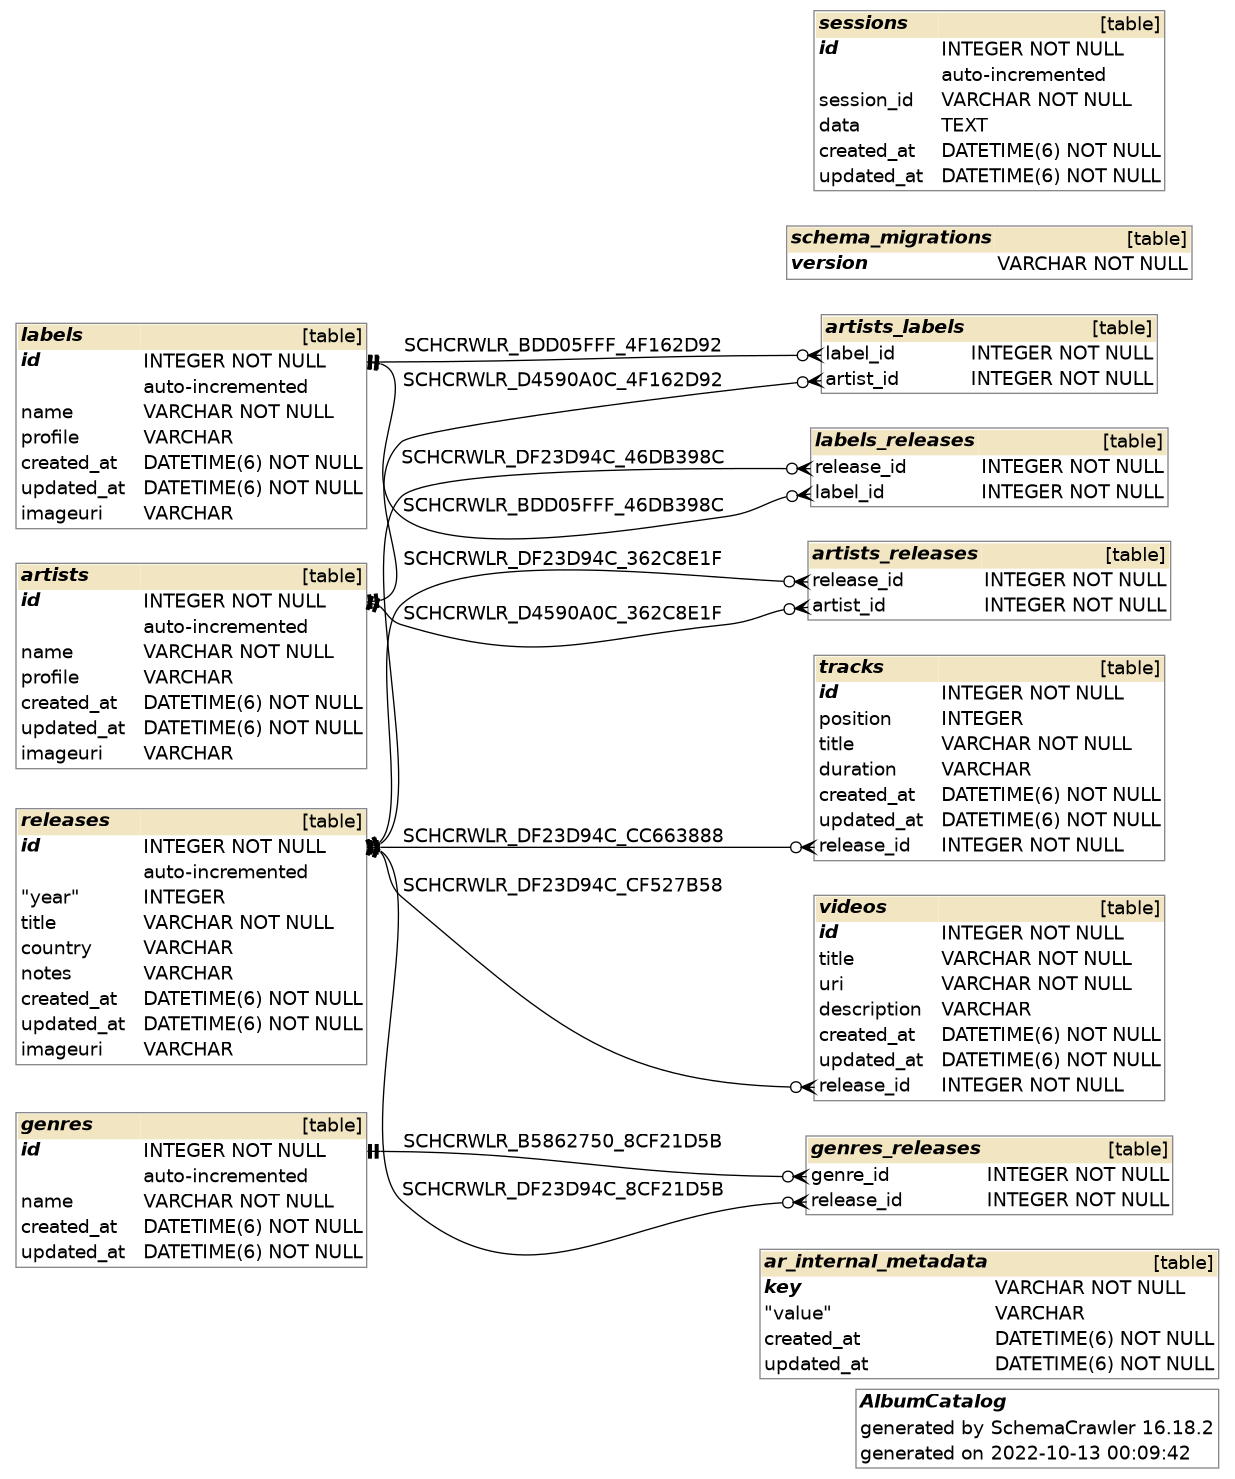 sessions [table]
id INTEGER NOT NULL
auto-incremented
session_id VARCHAR NOT NULL
data TEXT
created_at DATETIME(6) NOT NULL
updated_at DATETIME(6) NOT NULL
schema_migrations [table]
version VARCHAR NOT NULL
labels [table]
id INTEGER NOT NULL
auto-incremented
name VARCHAR NOT NULL
profile VARCHAR
created_at DATETIME(6) NOT NULL
updated_at DATETIME(6) NOT NULL
imageuri VARCHAR
artists [table]
id INTEGER NOT NULL
auto-incremented
name VARCHAR NOT NULL
profile VARCHAR
created_at DATETIME(6) NOT NULL
updated_at DATETIME(6) NOT NULL
imageuri VARCHAR
releases [table]
id INTEGER NOT NULL
auto-incremented
"year" INTEGER
title VARCHAR NOT NULL
country VARCHAR
notes VARCHAR
created_at DATETIME(6) NOT NULL
updated_at DATETIME(6) NOT NULL
imageuri VARCHAR
genres [table]
id INTEGER NOT NULL
auto-incremented
name VARCHAR NOT NULL
created_at DATETIME(6) NOT NULL
updated_at DATETIME(6) NOT NULL
SCHCRWLR_BDD05FFF_4F162D92
SCHCRWLR_D4590A0C_4F162D92
SCHCRWLR_DF23D94C_46DB398C
SCHCRWLR_BDD05FFF_46DB398C
SCHCRWLR_DF23D94C_362C8E1F
SCHCRWLR_D4590A0C_362C8E1F
SCHCRWLR_DF23D94C_CC663888
SCHCRWLR_DF23D94C_CF527B58
SCHCRWLR_B5862750_8CF21D5B
SCHCRWLR_DF23D94C_8CF21D5B
artists_labels [table]
label_id INTEGER NOT NULL
artist_id INTEGER NOT NULL
labels_releases [table]
release_id INTEGER NOT NULL
label_id INTEGER NOT NULL
artists_releases [table]
release_id INTEGER NOT NULL
artist_id INTEGER NOT NULL
tracks [table]
id INTEGER NOT NULL
position INTEGER
title VARCHAR NOT NULL
duration VARCHAR
created_at DATETIME(6) NOT NULL
updated_at DATETIME(6) NOT NULL
release_id INTEGER NOT NULL
videos [table]
id INTEGER NOT NULL
title VARCHAR NOT NULL
uri VARCHAR NOT NULL
description VARCHAR
created_at DATETIME(6) NOT NULL
updated_at DATETIME(6) NOT NULL
release_id INTEGER NOT NULL
genres_releases [table]
genre_id INTEGER NOT NULL
release_id INTEGER NOT NULL
ar_internal_metadata [table]
key VARCHAR NOT NULL
"value" VARCHAR
created_at DATETIME(6) NOT NULL
updated_at DATETIME(6) NOT NULL
AlbumCatalog
generated by SchemaCrawler 16.18.2
generated on 2022-10-13 00:09:42